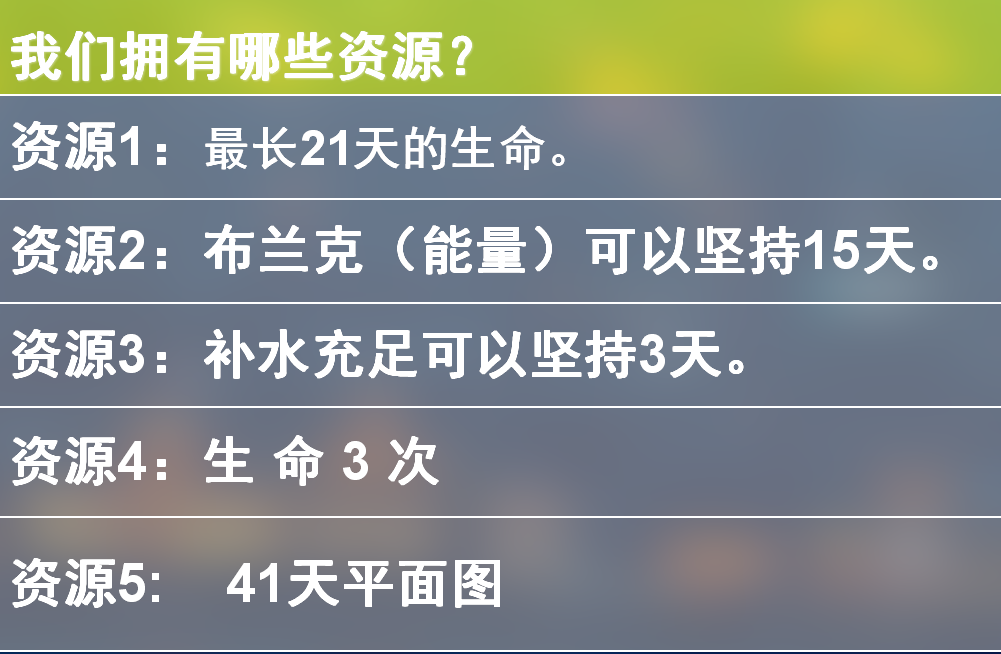 我们拥有哪些资源?
资源1：最长21天的生命。
资源2：布兰克（能量）可以坚持15天。
资源3：补水充足可以坚持3天。
资源4：生 命 3 次
资源5: 41天平面图